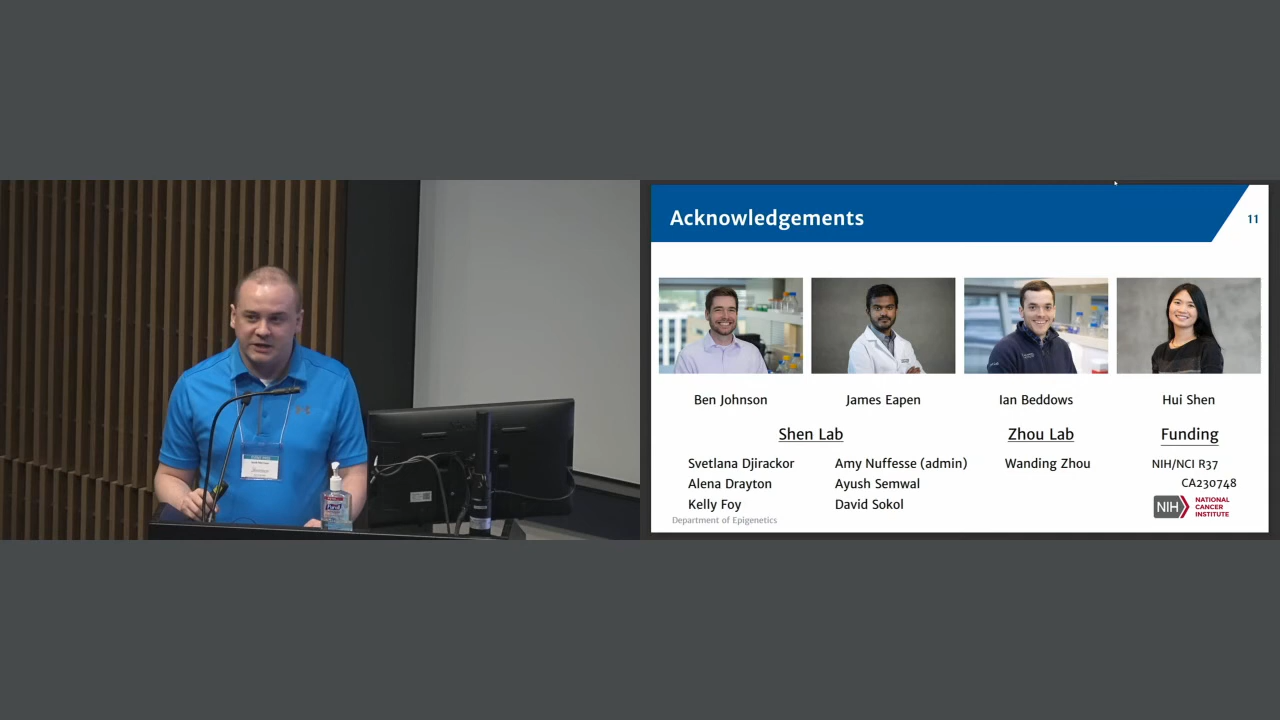 Acknowledgements
11
Ben Johnson
James Eapen
Ian Beddows
Hui Shen
Shen Lab
Zhou Lab
Funding
Svetlana Djirackor
Amy Nuffesse (admin)
Wanding Zhou
NIH/NCI R37
Alena Drayton
Ayush Semwal
CA230748
Kelly Foy
David Sokol
NIH
NATIONAL
CANCER
INSTITUTE
Department of Epigenetics